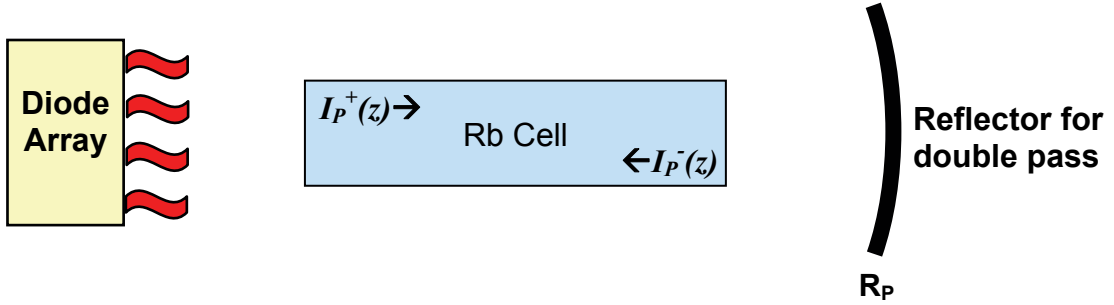 Diode
Array
I_P^+(z)→
Rb Cell
←I_P^-(z)
Reflector for
double pass
R_P